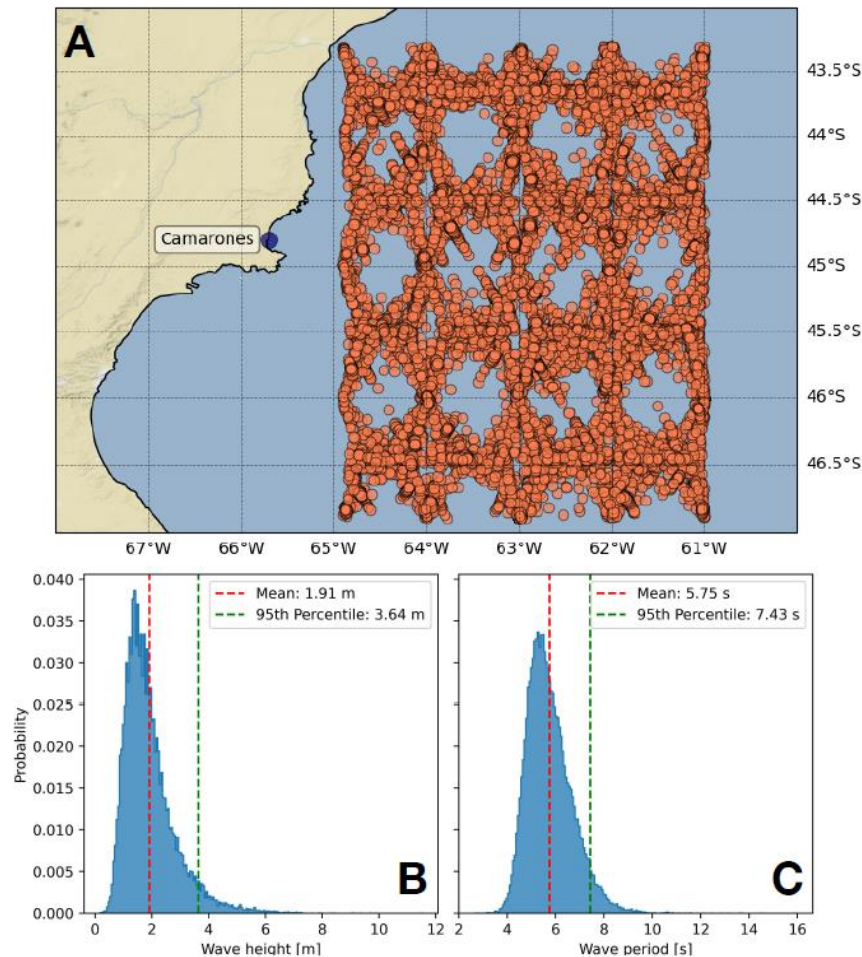 A
43.5°S
44°S
44.5°S
Camarones
45°S
45.5°S
46°S
46.5°S
67°W 66°W 65°W 64°W 63°W 62°W 61°W
0.040
Mean: 1.91 m
95th Percentile: 3.64 m
0.035
0.030
0.025
0.020
0.015
0.010
0.005
0.000
Probability
B
0 2 4 6 8 10 12
Wave height [m]
Mean: 5.75 s
95th Percentile: 7.43 s
C
2 4 6 8 10 12 14 16
Wave period [s]